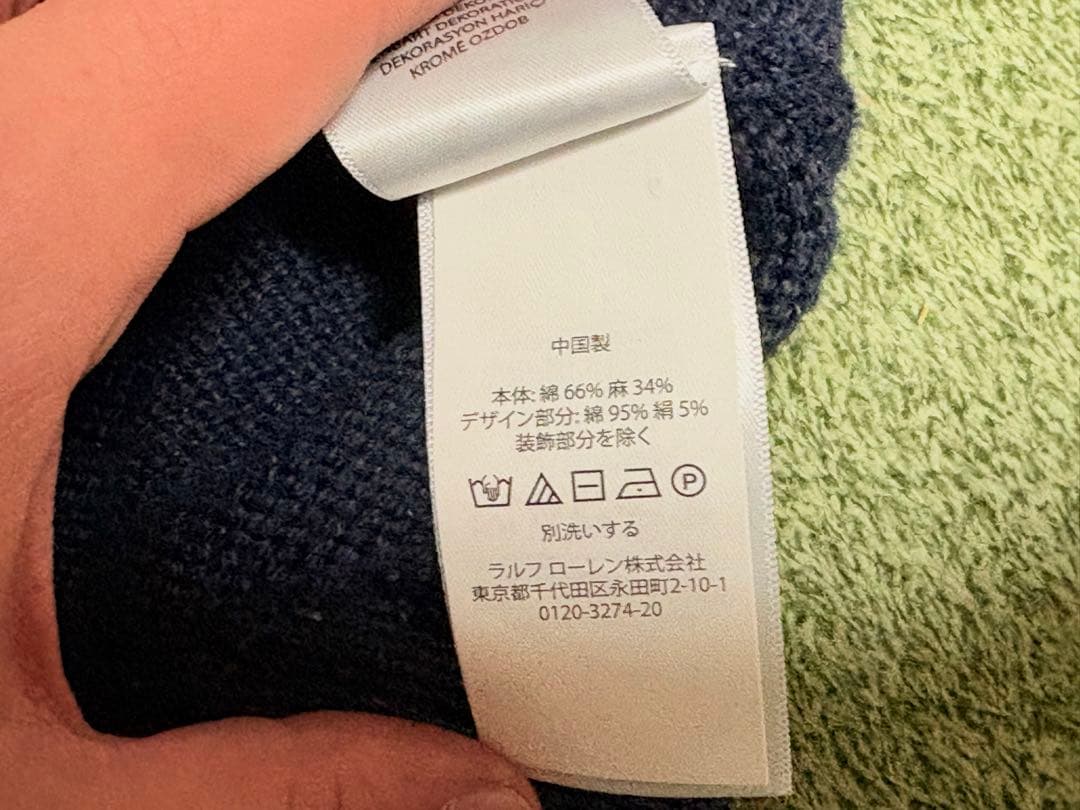 DEKORATI
DEKORASYON HARİÇ
KROMĚ OZDOB
中国製
本体: 綿 66% 麻 34%
デザイン部分: 綿 95% 絹 5%
装飾部分を除く
P
別洗いする
ラルフ ローレン株式会社
東京都千代田区永田町2-10-1
0120-3274-20